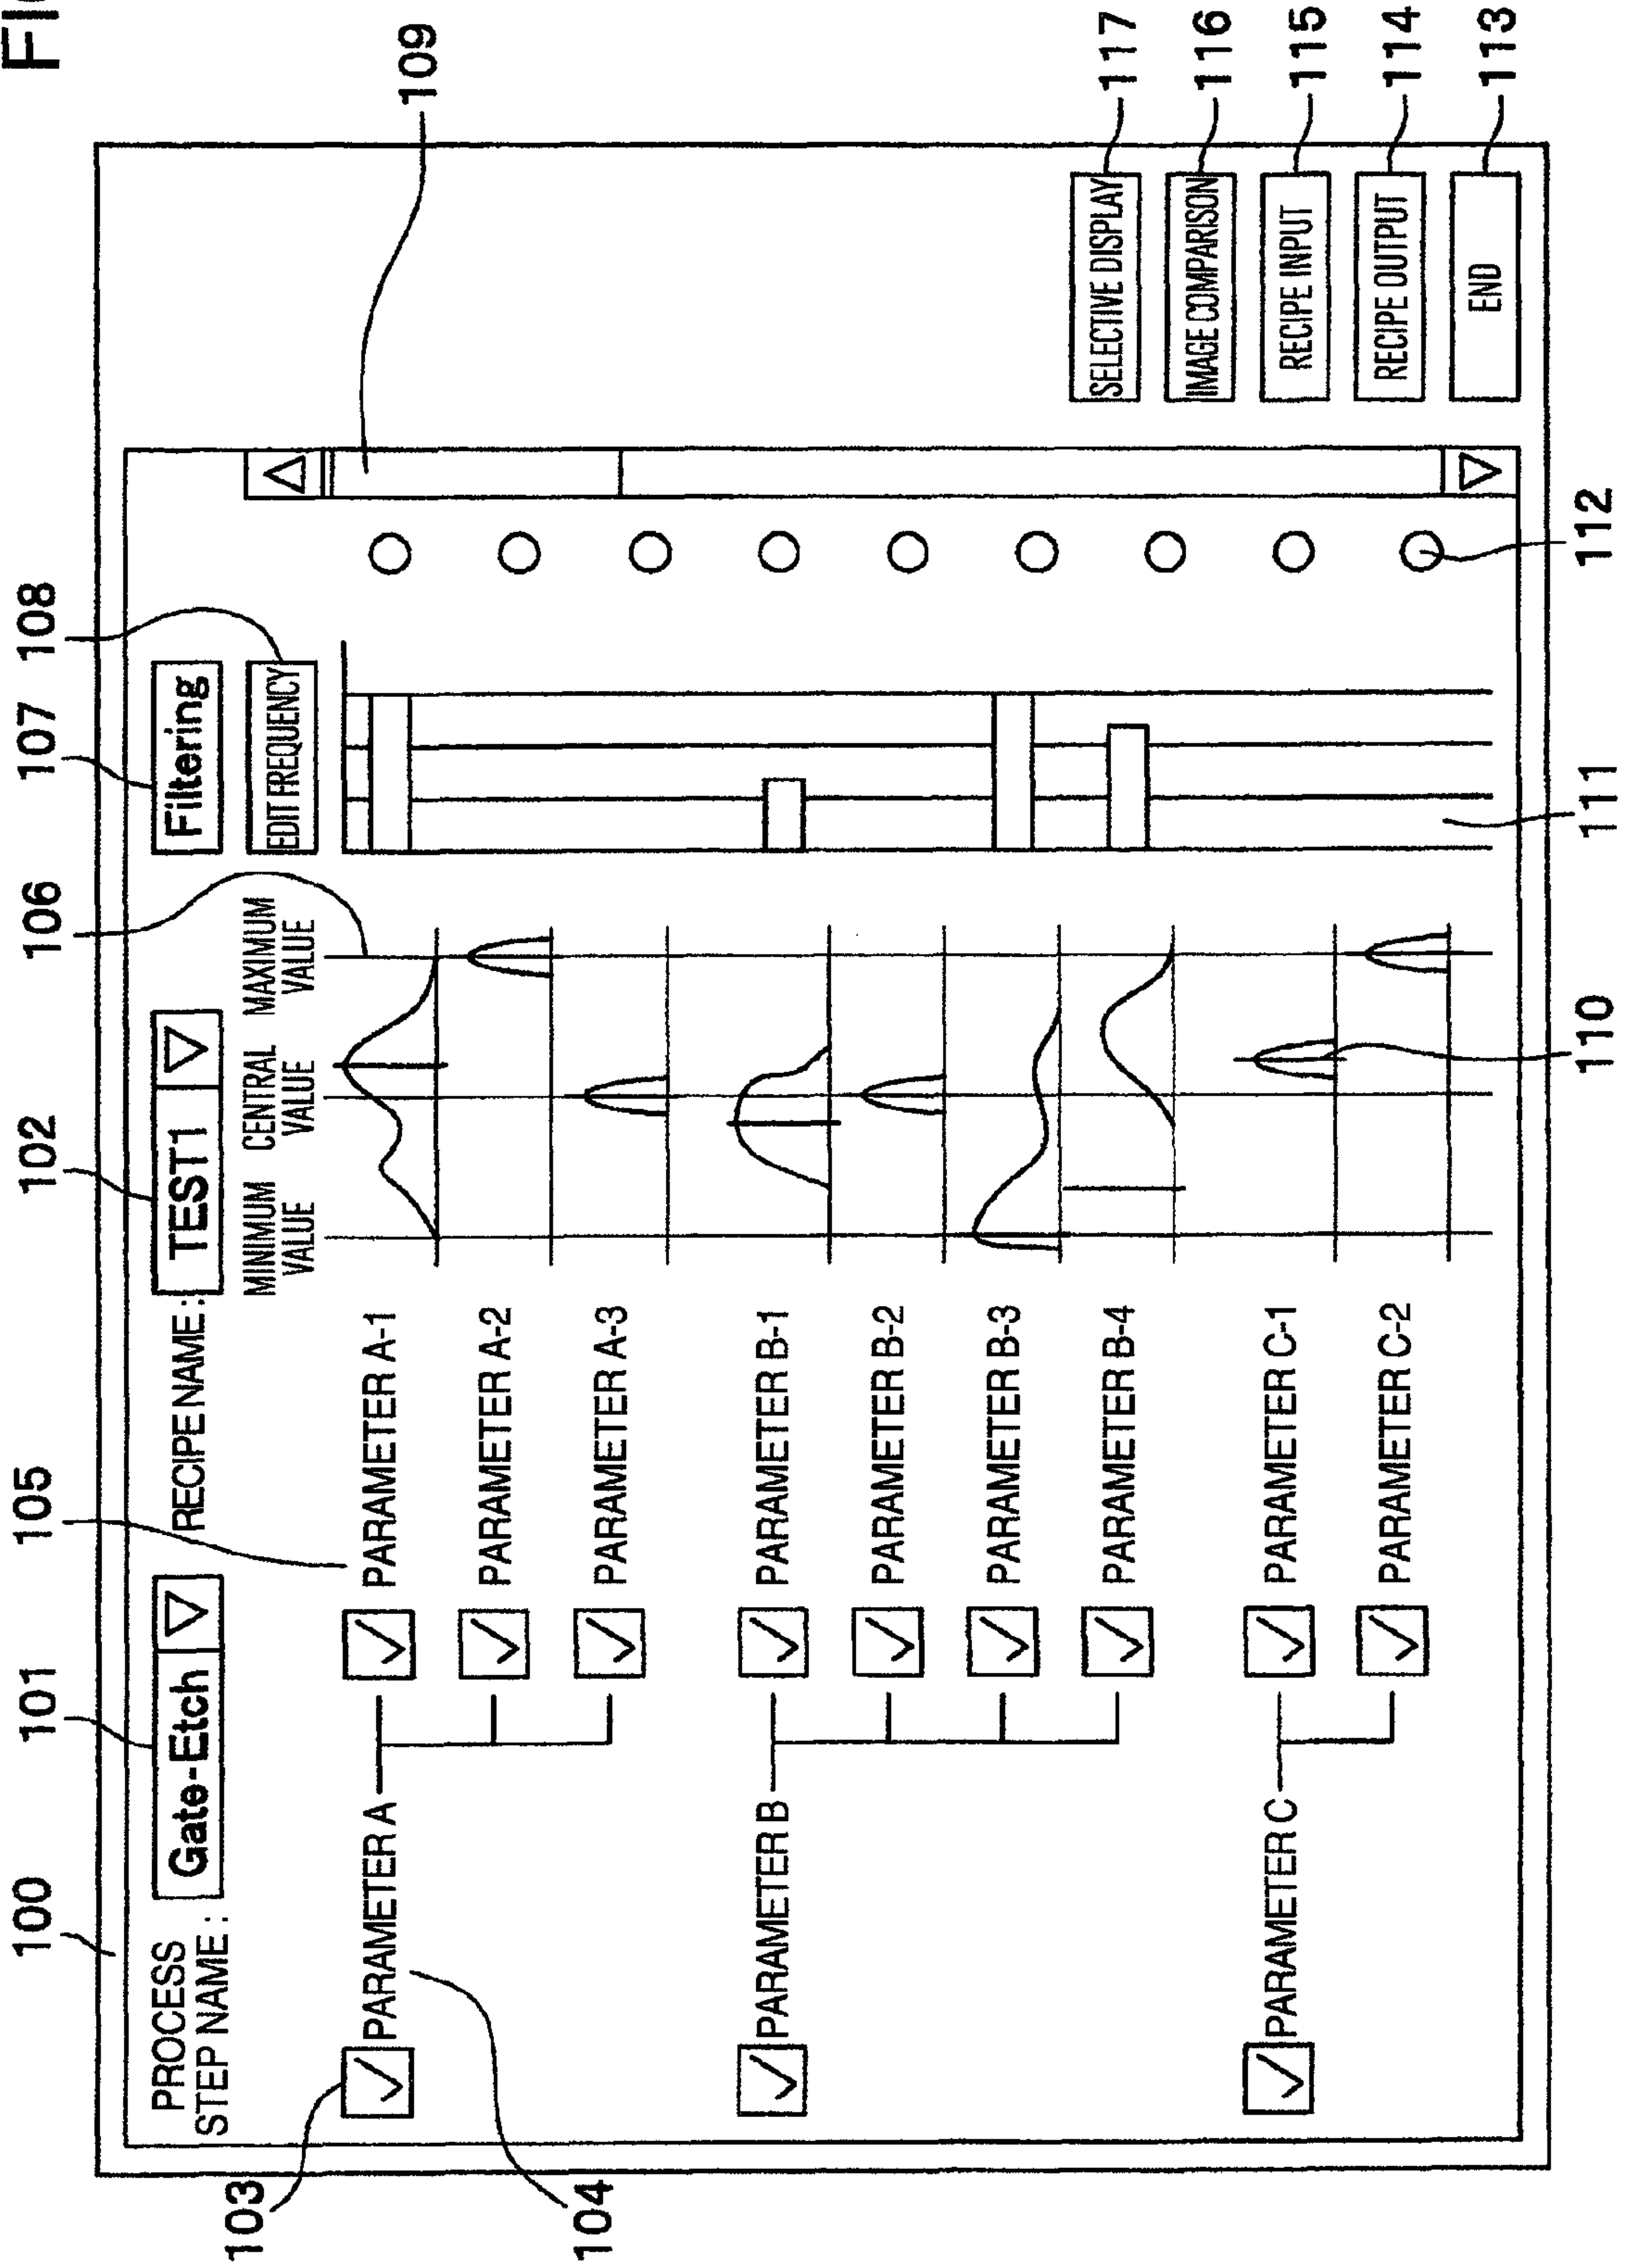 FIG
100
101
105
102
106
107
108
109
PROCESS
STEP NAME :
Gate-Etch
RECIPE NAME :
TEST1
Filtering
MINIMUM VALUE
CENTRAL VALUE
MAXIMUM VALUE
EDIT FREQUENCY
103
104
PARAMETER A
PARAMETER A-1
PARAMETER A-2
PARAMETER A-3
PARAMETER B
PARAMETER B-1
PARAMETER B-2
PARAMETER B-3
PARAMETER B-4
PARAMETER C
PARAMETER C-1
PARAMETER C-2
SELECTIVE DISPLAY
117
IMAGE COMPARISON
116
RECIPE INPUT
115
RECIPE OUTPUT
114
END
113
110
111
112